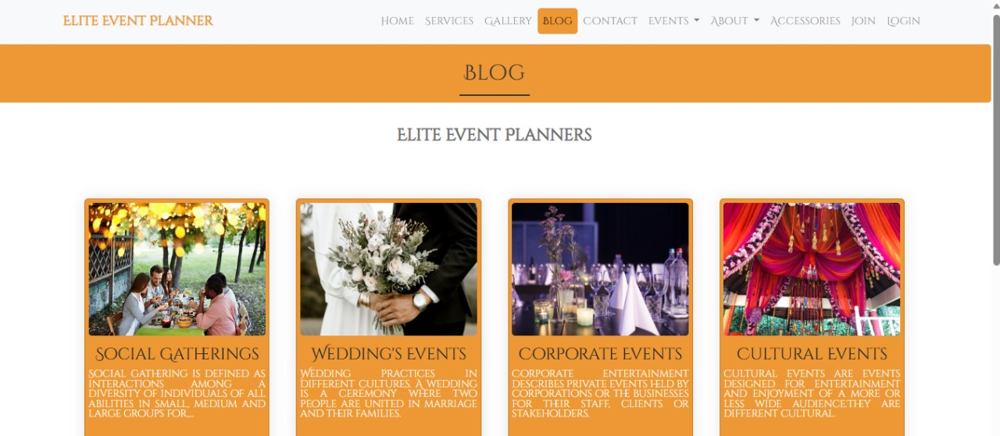 Elite Event Planner
Home Services Gallery Blog Contact Events About Accessories Join Login
Blog
Elite Event Planners
Social Gatherings
Social gathering is defined as
interactions among a
diversity of individuals of all
abilities in small, medium and
large groups for,...
Wedding's Events
Wedding practices in
different cultures. A wedding
is a ceremony where two
people are united in marriage
and their families.
Corporate Events
Corporate entertainment
describes private events held by
corporations or the businesses
for their staff, clients or
stakeholders.
Cultural Events
Cultural events are events
designed for entertainment
and enjoyment of a more or
less wide audience.They are
different cultural.